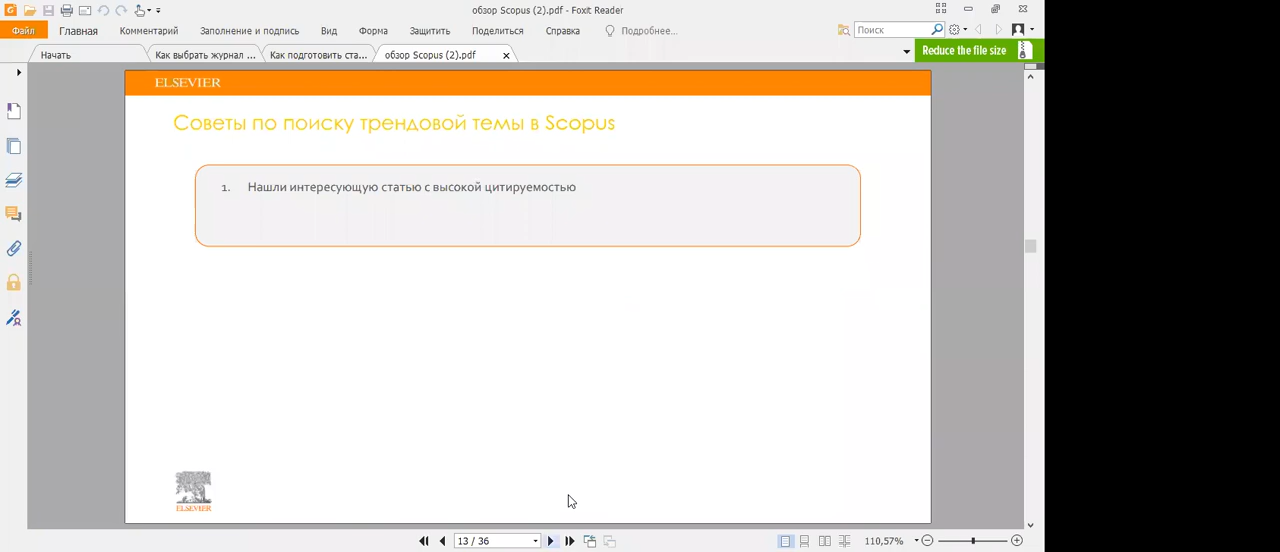 обзор Scopus (2).pdf - Foxit Reader
Файл Главная Комментарий Заполнение и подпись Вид Форма Защитить Поделиться Справка Подробнее... Поиск
Начать Как выбрать журнал ... Как подготовить ста... обзор Scopus (2).pdf Reduce the file size
ELSEVIER
Советы по поиску трендовой темы в Scopus
1. Нашли интересующую статью с высокой цитируемостью
ELSEVIER
13 / 36 110,57%